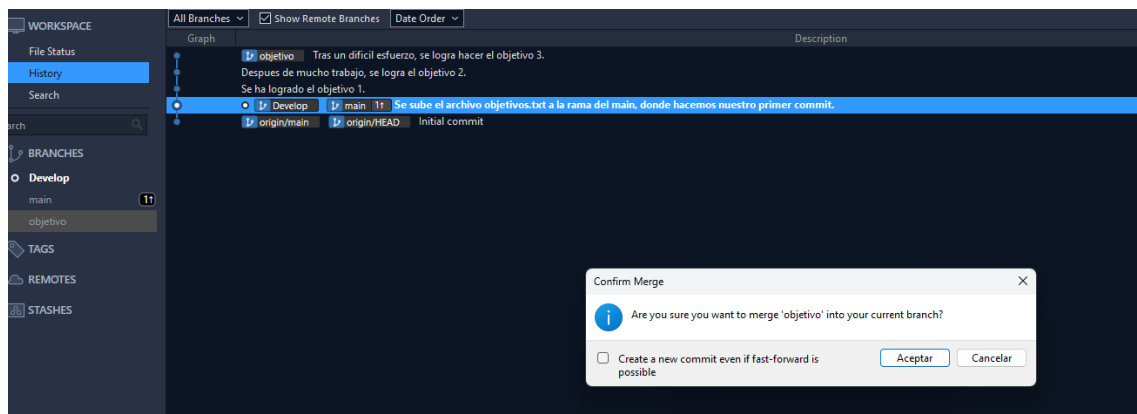 WORKSPACE
File Status
History
Search
arch
BRANCHES
Develop
main 1↑
objetivo
TAGS
REMOTES
STASHES
All Branches Show Remote Branches Date Order
Graph Description
objetivo Tras un dificil esfuerzo, se logra hacer el objetivo 3.
Despues de mucho trabajo, se logra el objetivo 2.
Se ha logrado el objetivo 1.
Develop main 1↑ Se sube el archivo objetivos.txt a la rama del main, donde hacemos nuestro primer commit.
origin/main origin/HEAD Initial commit
Confirm Merge
Are you sure you want to merge 'objetivo' into your current branch?
Create a new commit even if fast-forward is
possible
Aceptar Cancelar